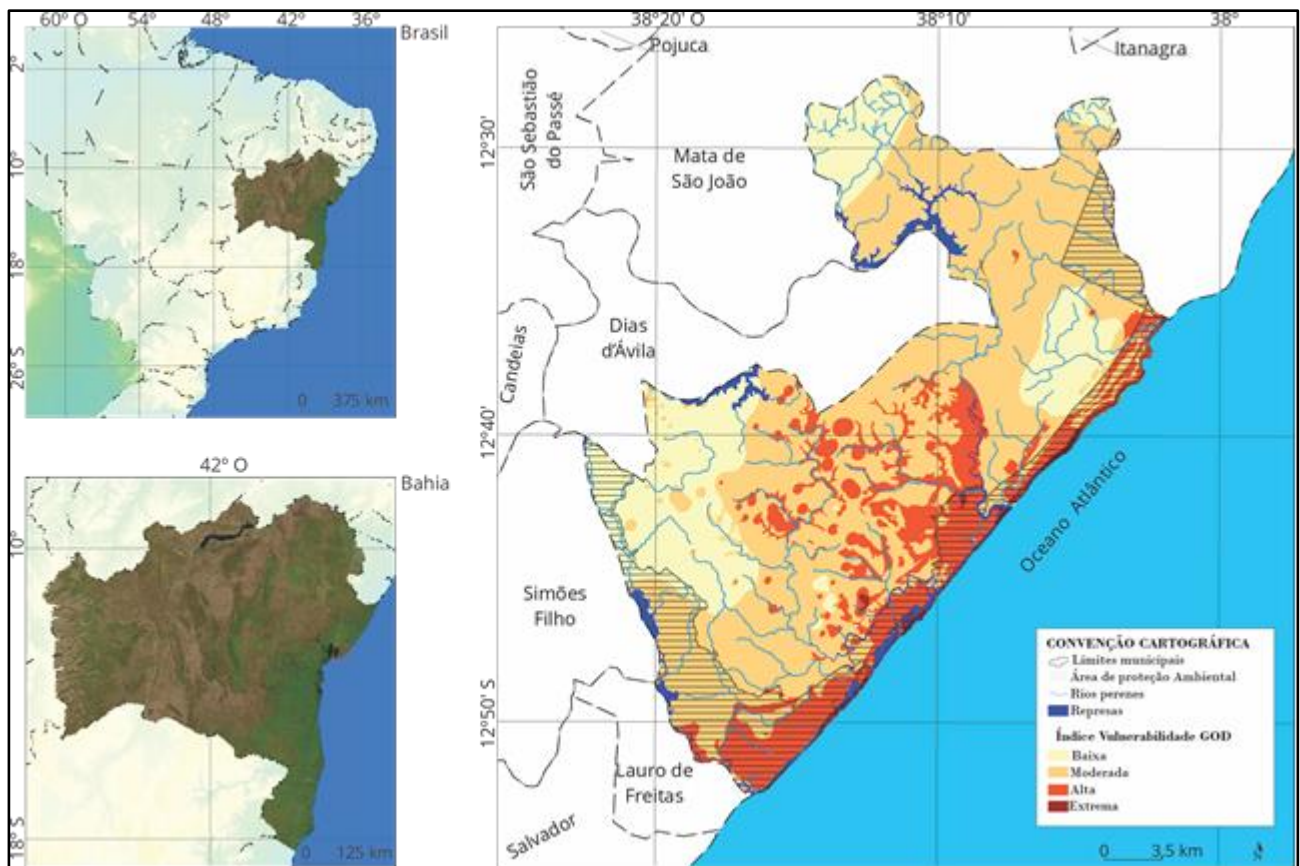 60° O 54° 48° 42° 36°
Brasil
2°
10°
18°
26°S
0 375 km
42° O
Bahia
10°
18°S
0 125 km
38°20' O 38°10' 38°
Pojuca
Itanagra
São Sebastião
do Passé
12°30'
Mata de
São João
Candeias
Dias
d'Ávila
12°40'
Oceano Atlântico
Simões
Filho
12°50' S
Lauro de
Freitas
Salvador
CONVENÇÃO CARTOGRÁFICA
Límites municipais
Área de proteção Ambiental
Rios perenes
Represas
Índice Vulnerabilidade GOD
Baixa
Moderada
Alta
Extrema
0 3,5 km
N